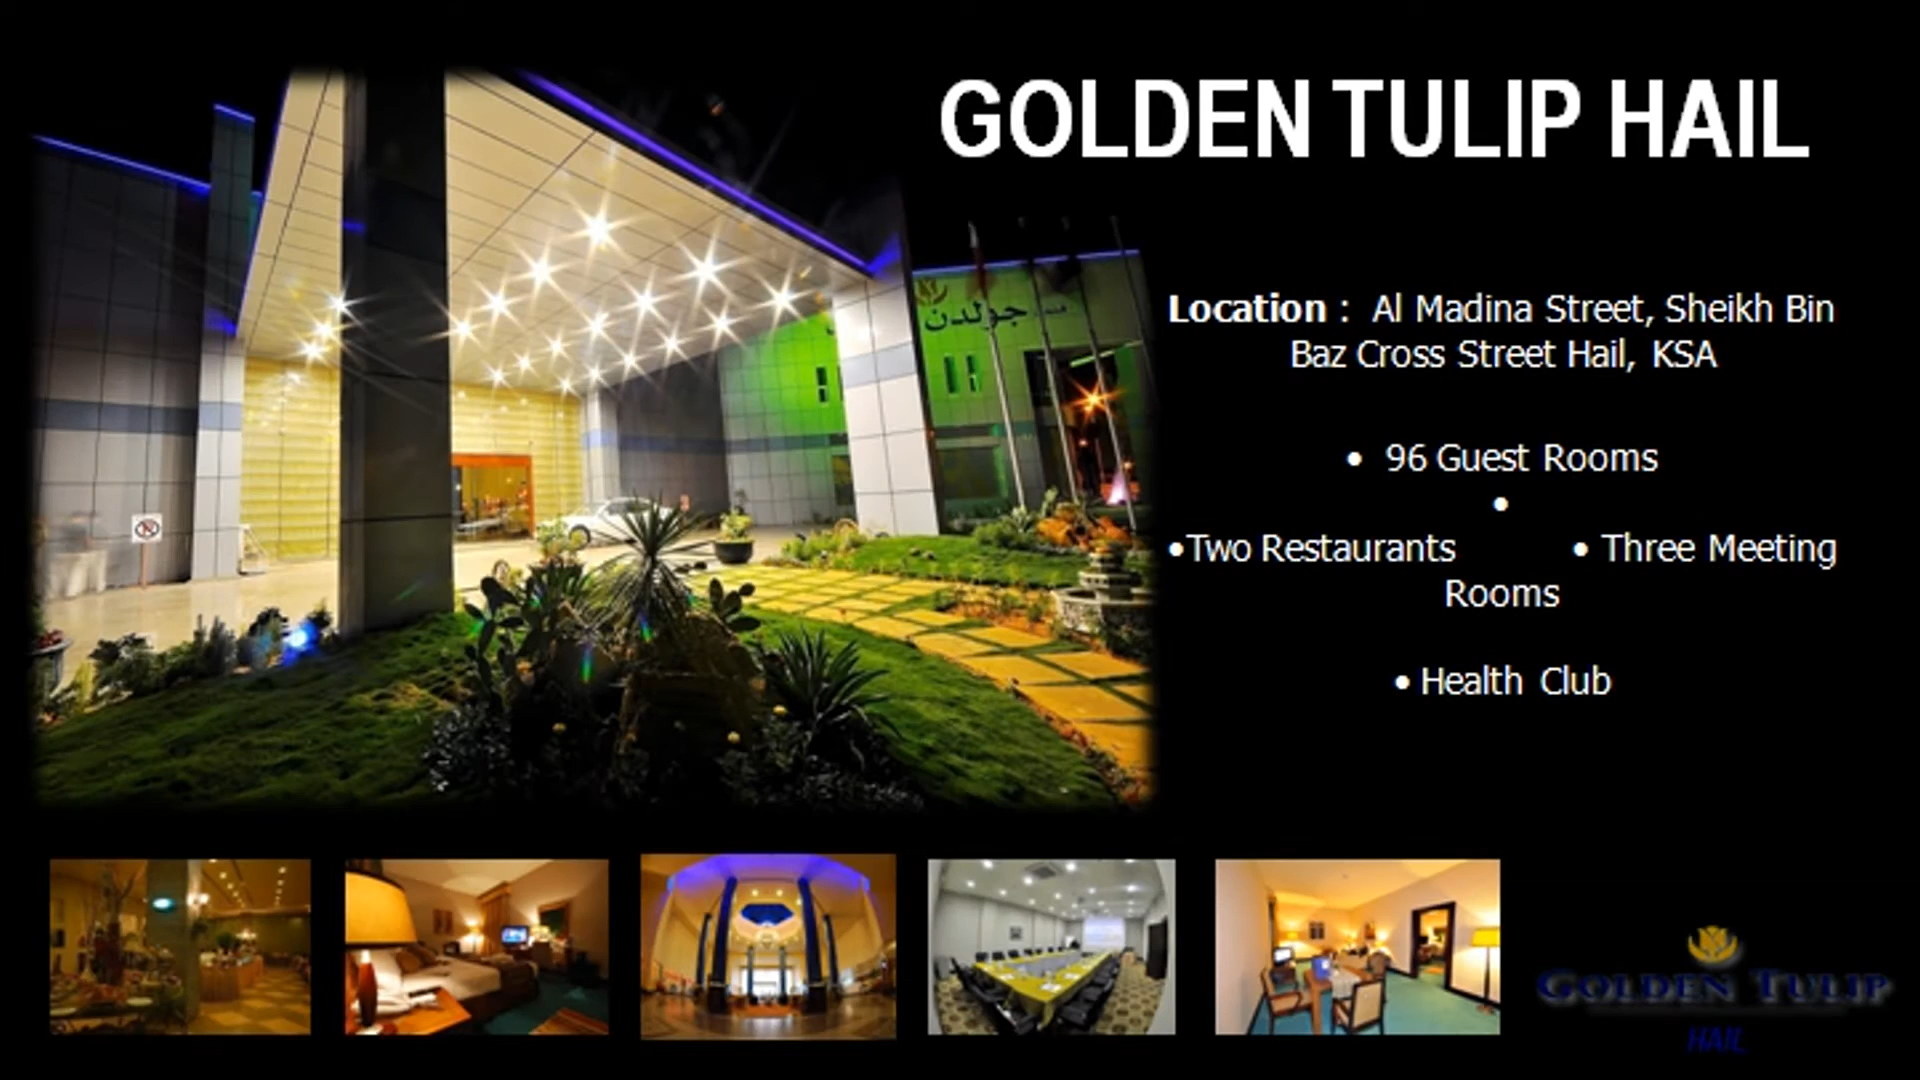 GOLDEN TULIP HAIL
جولدن
Location : Al Madina Street, Sheikh Bin
Baz Cross Street Hail, KSA
• 96 Guest Rooms
•
•Two Restaurants • Three Meeting
Rooms
• Health Club
GOLDEN TULIP
HAIL